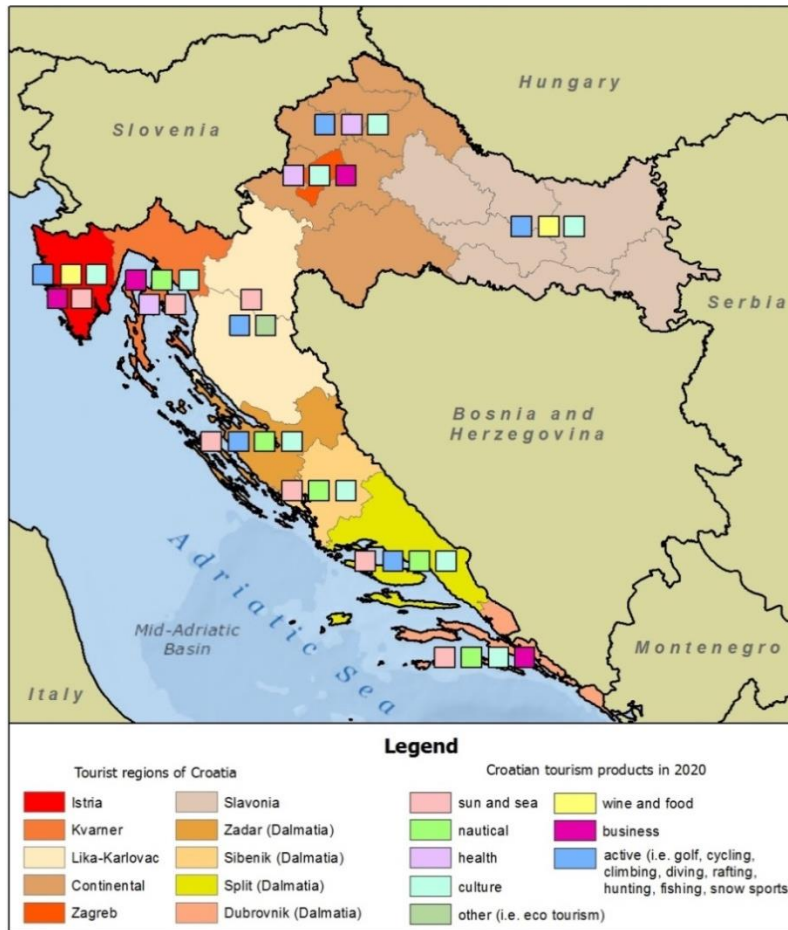 Hungary
Slovenia
Serbia
Bosnia and
Herzegovina
Adriatic Sea
Mid-Adriatic
Basin
Montenegro
Italy
Legend
Tourist regions of Croatia
Istria
Kvarner
Lika-Karlovac
Continental
Zagreb
Slavonia
Zadar (Dalmatia)
Sibenik (Dalmatia)
Split (Dalmatia)
Dubrovnik (Dalmatia)
Croatian tourism products in 2020
sun and sea
nautical
health
culture
other (i.e. eco tourism)
wine and food
business
active (i.e. golf, cycling,
climbing, diving, rafting,
hunting, fishing, snow sports